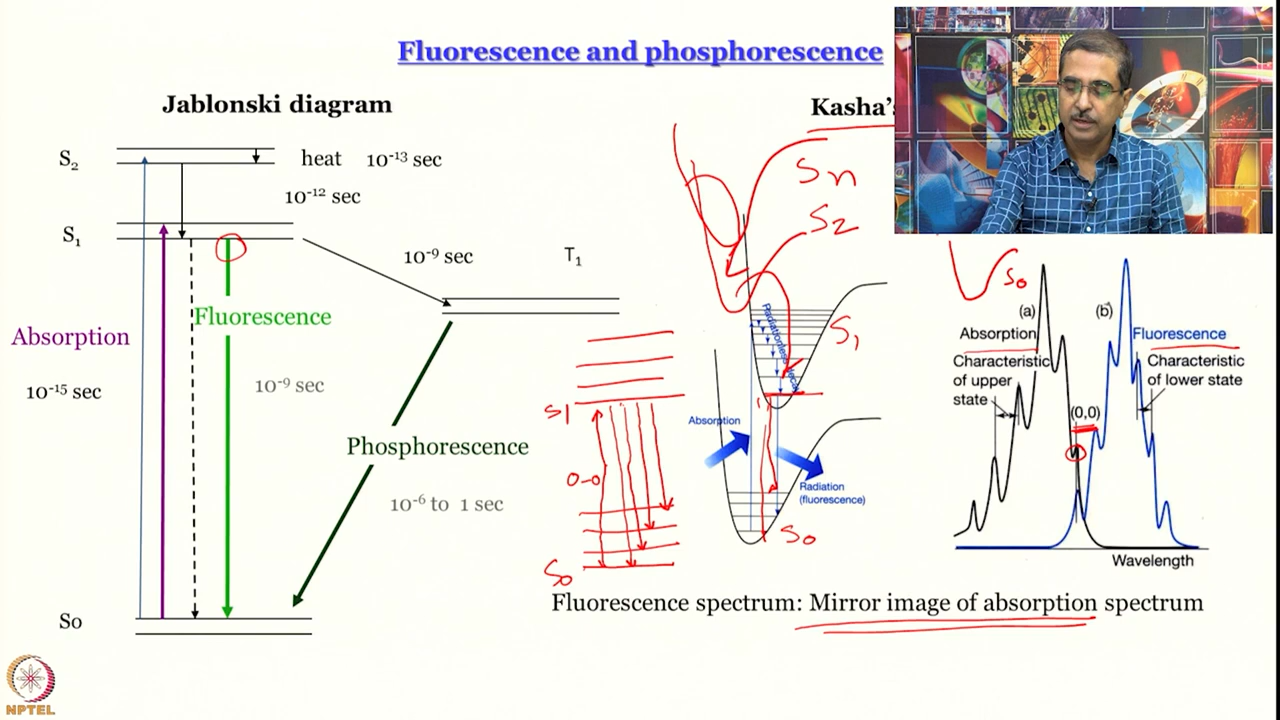 Fluorescence and phosphorescence
Jablonski diagram
S2
heat 10-13 sec
10-12 sec
S1
10-9 sec
T1
Fluorescence
Absorption
10-15 sec
10-9 sec
Phosphorescence
10-6 to 1 sec
So
Kasha's
Sn
S2
S1
Radiationless decay
Absorption
Radiation
(fluorescence)
So
S1
0-0
So
So
(a)
(b)
Absorption
Characteristic
of upper
state
Fluorescence
Characteristic
of lower state
(0,0)
Wavelength
Fluorescence spectrum: Mirror image of absorption spectrum
NPTEL